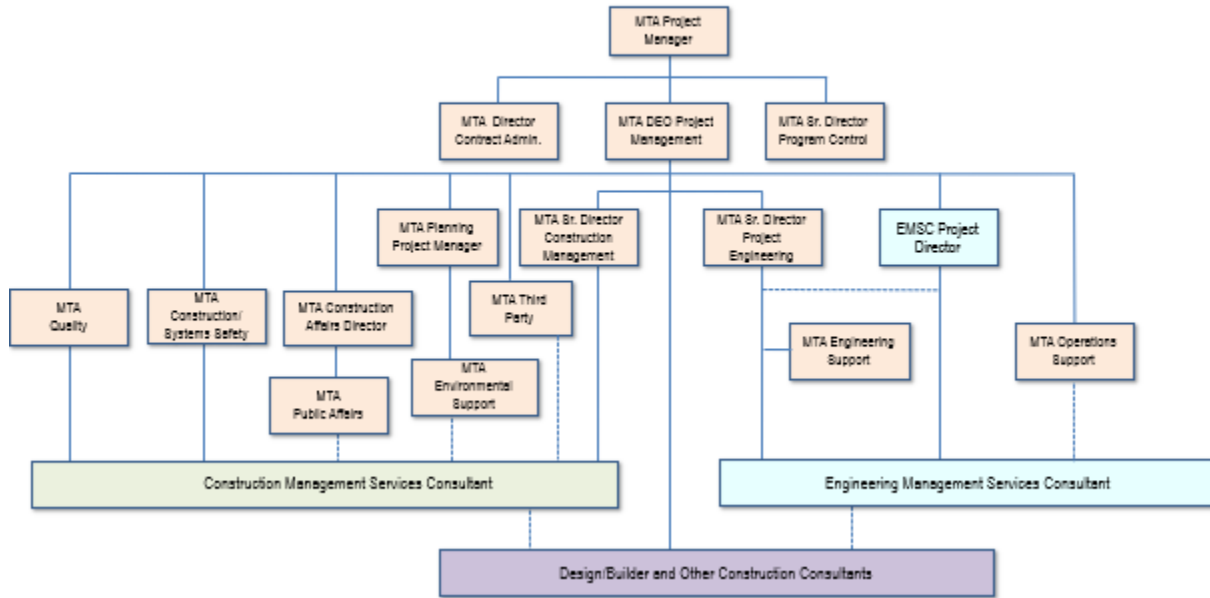 MTA Project
Manager
MTA Director
Contract Admin.
MTA DEO Project
Management
MTA Sr. Director
Program Control
MTA Planning
Project Manager
MTA Sr. Director
Construction
Management
MTA Sr. Director
Project
Engineering
EMSC Project
Director
MTA
Quality
MTA
Construction/
Systems Safety
MTA Construction
Affairs Director
MTA Third
Party
MTA Engineering
Support
MTA Operations
Support
MTA
Public Affairs
MTA
Environmental
Support
Construction Management Services Consultant
Engineering Management Services Consultant
Design/Builder and Other Construction Consultants